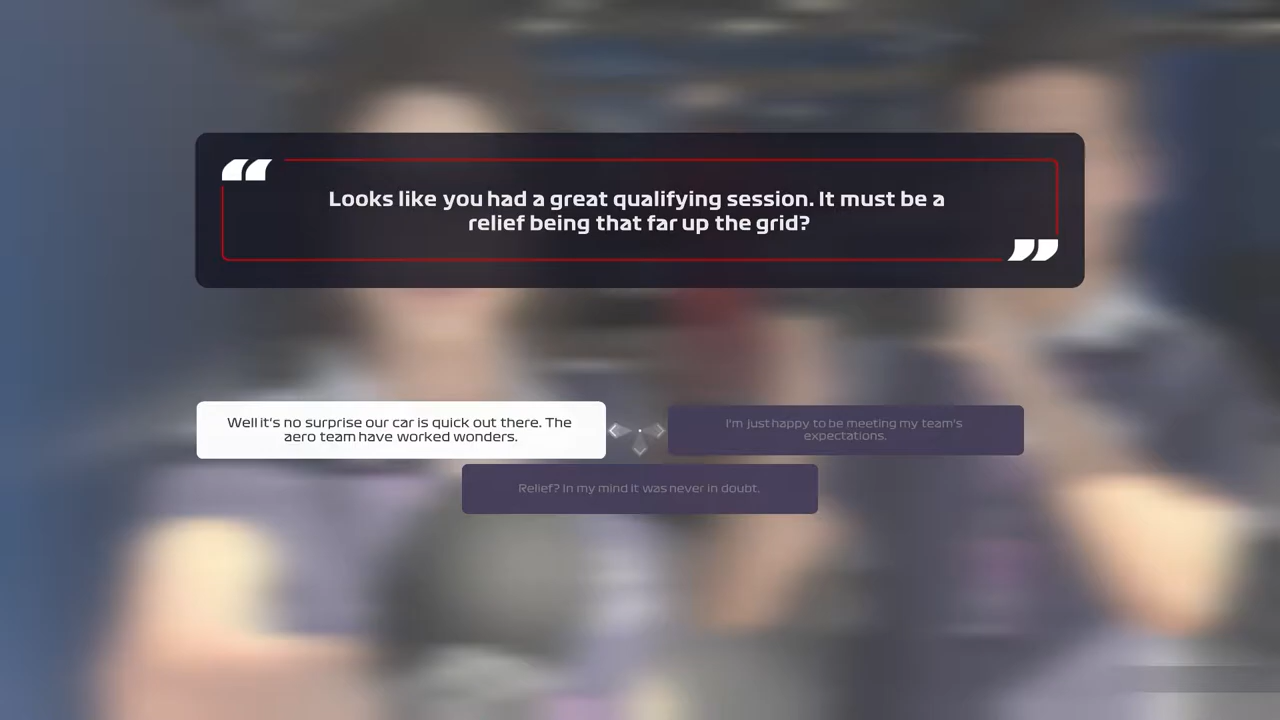 Looks like you had a great qualifying session. It must be a
relief being that far up the grid?
Well it's no surprise our car is quick out there. The
aero team have worked wonders.
I'm just happy to be meeting my team's
expectations.
Relief? In my mind it was never in doubt.